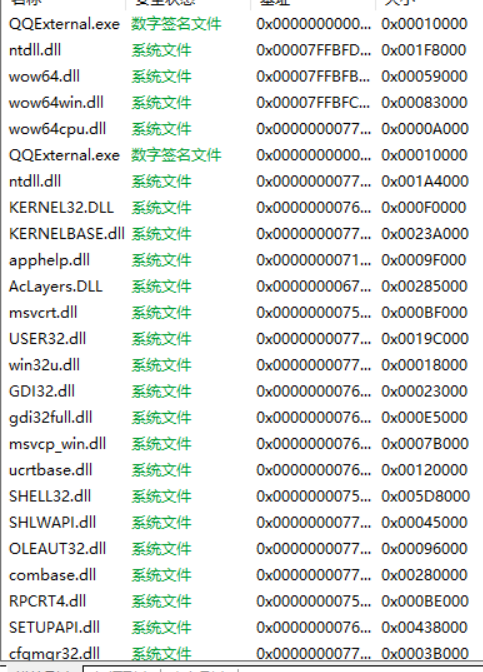 名称 安全状态 基址 大小
QQExternal.exe 数字签名文件 0x0000000000... 0x00010000
ntdll.dll 系统文件 0x00007FFBFD... 0x001F8000
wow64.dll 系统文件 0x00007FFBFB... 0x00059000
wow64win.dll 系统文件 0x00007FFBFC... 0x00083000
wow64cpu.dll 系统文件 0x0000000077... 0x0000A000
QQExternal.exe 数字签名文件 0x0000000000... 0x00010000
ntdll.dll 系统文件 0x0000000077... 0x001A4000
KERNEL32.DLL 系统文件 0x0000000076... 0x000F0000
KERNELBASE.dll 系统文件 0x0000000077... 0x0023A000
apphelp.dll 系统文件 0x0000000071... 0x0009F000
AcLayers.DLL 系统文件 0x0000000067... 0x00285000
msvcrt.dll 系统文件 0x0000000075... 0x000BF000
USER32.dll 系统文件 0x0000000077... 0x0019C000
win32u.dll 系统文件 0x0000000077... 0x00018000
GDI32.dll 系统文件 0x0000000076... 0x00023000
gdi32full.dll 系统文件 0x0000000076... 0x000E5000
msvcp_win.dll 系统文件 0x0000000076... 0x0007B000
ucrtbase.dll 系统文件 0x0000000076... 0x00120000
SHELL32.dll 系统文件 0x0000000075... 0x005D8000
SHLWAPI.dll 系统文件 0x0000000077... 0x00045000
OLEAUT32.dll 系统文件 0x0000000077... 0x00096000
combase.dll 系统文件 0x0000000077... 0x00280000
RPCRT4.dll 系统文件 0x0000000075... 0x000BE000
SETUPAPI.dll 系统文件 0x0000000076... 0x00438000
cfgmgr32.dll 系统文件 0x0000000077... 0x0003B000